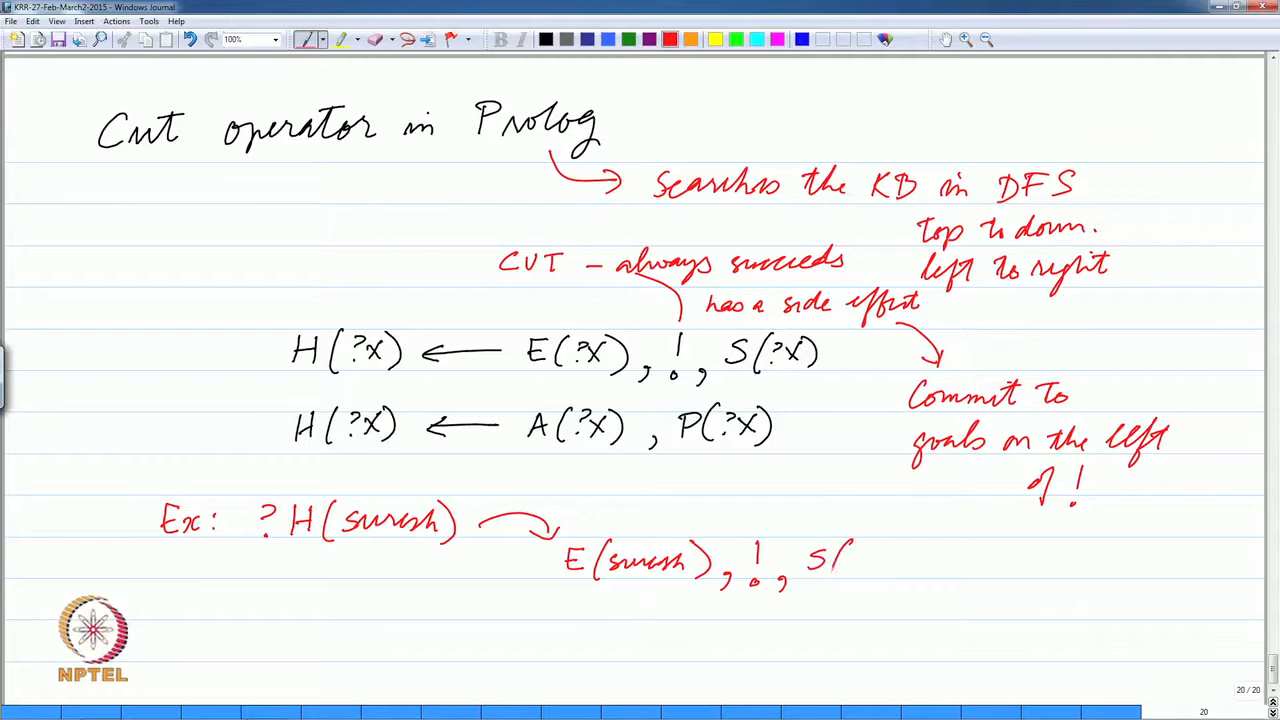 KRR-27-Feb-March2-2015 - Windows Journal
File Edit View Insert Actions Tools Help
100%
Cut operator in Prolog
Searches the KB in DFS
top to down.
left to right
CUT - always succeeds
has a side effect
H(?X) ← E(?X), !, S(?X)
H(?X) ← A(?X), P(?X)
Commit to
goals on the left
of !
Ex: ? H(suresh)
E(suresh), !, S(
NPTEL
20 / 20
20